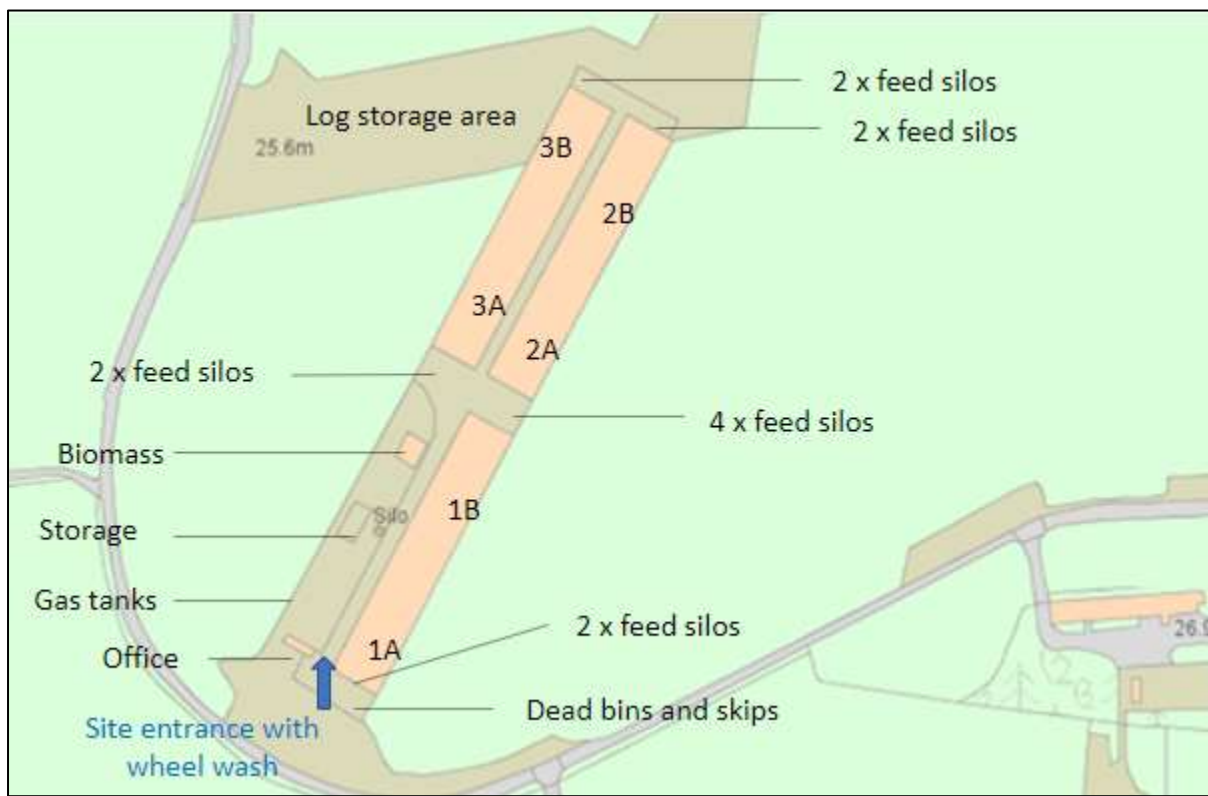 2 x feed silos
Log storage area
2 x feed silos
25.6m
3B
2B
3A
2A
2 x feed silos
4 x feed silos
Biomass
1B
Silo
Storage
Gas tanks
2 x feed silos
1A
Office
Dead bins and skips
Site entrance with
wheel wash